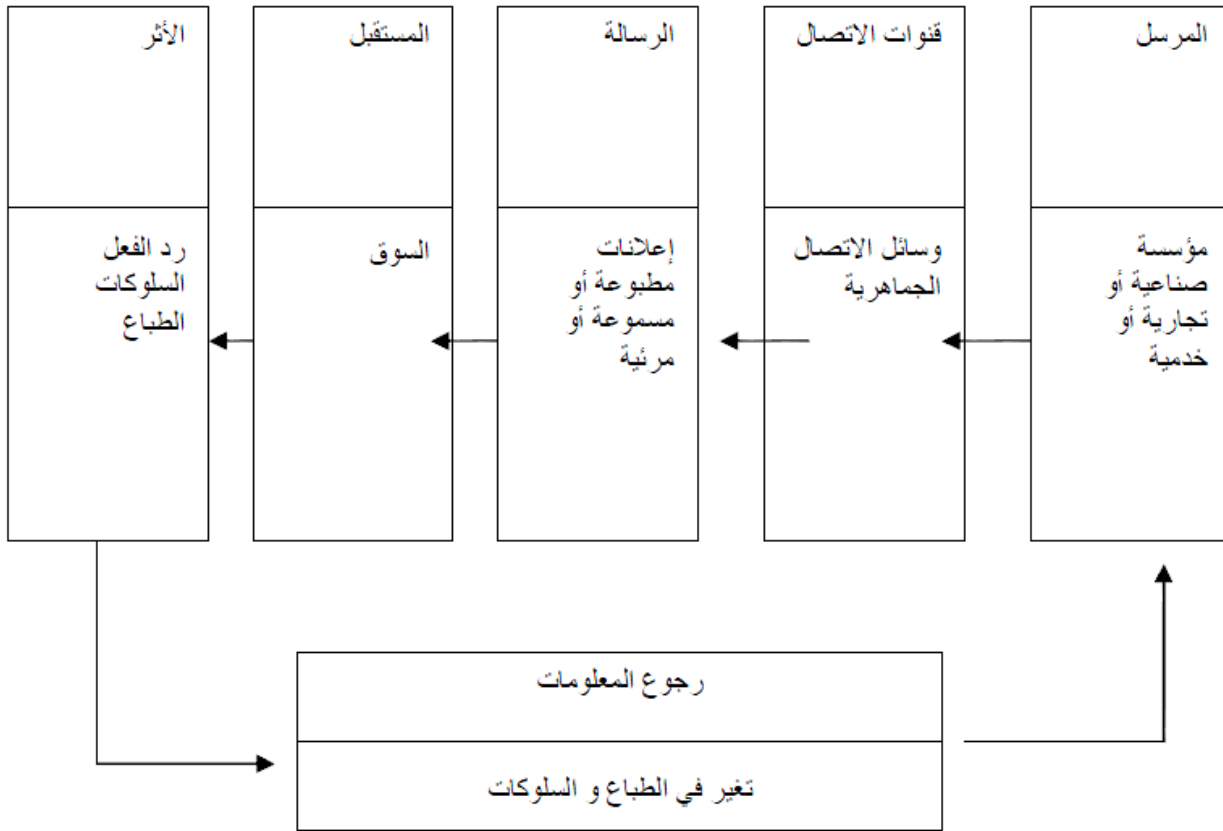 المرسل
مؤسسة
صناعية أو
تجارية أو
خدمية
قنوات الاتصال
وسائل الاتصال
الجماهرية
الرسالة
إعلانات
مطبوعة أو
مسموعة أو
مرئية
المستقبل
السوق
الأثر
رد الفعل
السلوكات
الطباع
رجوع المعلومات
تغير في الطباع و السلوكات